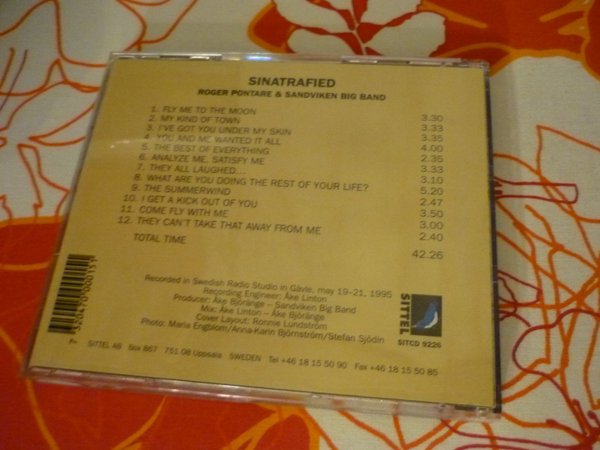 SINATRAFIED
ROGER PONTARE & SANDVIKEN BIG BAND
1. FLY ME TO THE MOON 3.30
2. MY KIND OF TOWN 3.33
3. I'VE GOT YOU UNDER MY SKIN 3.35
4. YOU AND ME WANTED IT ALL 4.00
5. THE BEST OF EVERYTHING 2.35
6. ANALYZE ME, SATISFY ME 3.33
7. THEY ALL LAUGHED... 3.10
8. WHAT ARE YOU DOING THE REST OF YOUR LIFE? 5.20
9. THE SUMMERWIND 2.47
10. I GET A KICK OUT OF YOU 3.50
11. COME FLY WITH ME 3.00
12. THEY CAN'T TAKE THAT AWAY FROM ME 2.40
TOTAL TIME 42.26
Recorded in Swedish Radio Studio in Gävle, may 19-21, 1995
Recording Engineer: Åke Linton
Producer: Åke Björänge – Sandviken Big Band
Mix: Åke Linton – Åke Björänge
Cover Layout: Ronnie Lundström
Photo: Maria Engblom/Anna-Karin Björnström/Stefan Sjödin
SITTEL AB Box 867 751 08 Uppsala SWEDEN Tel +46 18 15 50 90 Fax +46 18 15 50 85
SITTEL
SITCD 9226
7 320470 000151